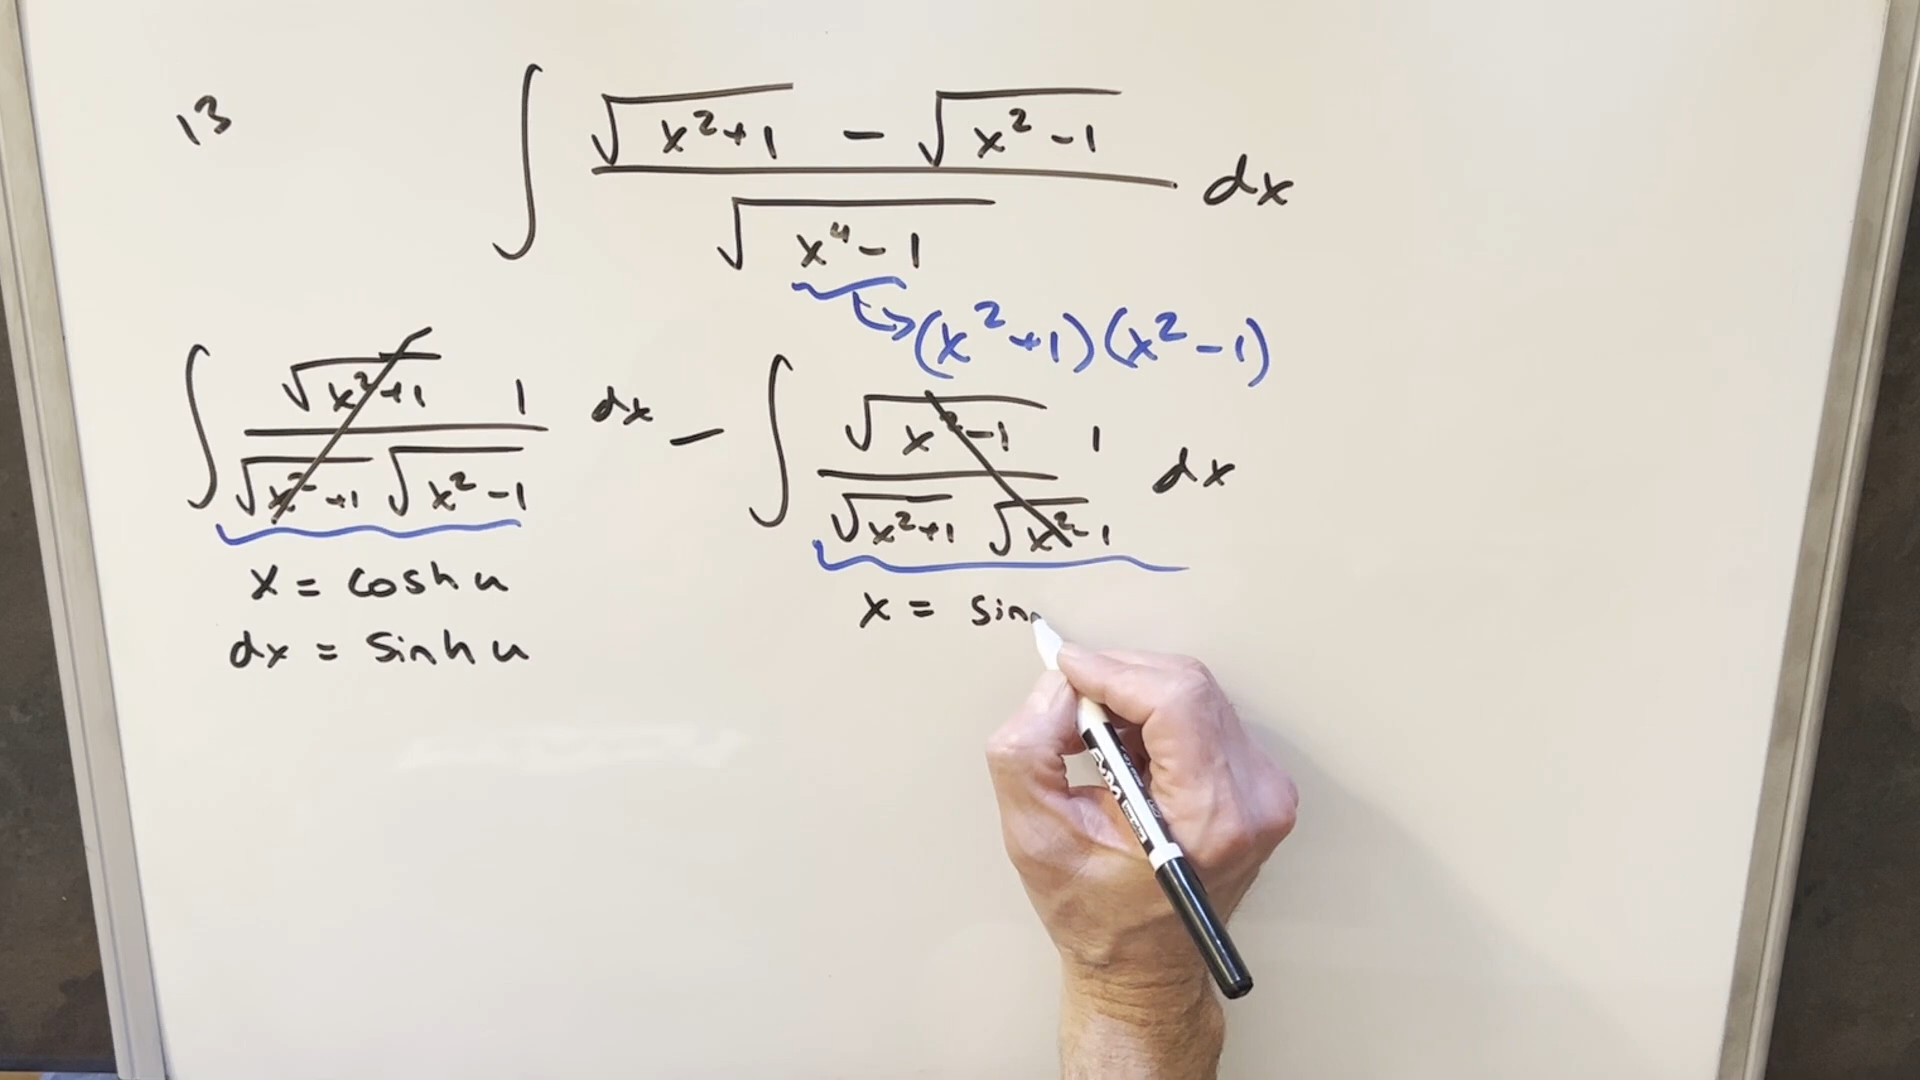 13
∫ (√(x²+1) − √(x²−1)) / √(x⁴−1) dx
↳(x²+1)(x²−1)
∫ (√(x²+1) 1) / (√(x²+1) √(x²−1)) dx − ∫ (√(x²−1) 1) / (√(x²+1) √(x²−1)) dx
x = cosh u
dx = sinh u
x = sin
EXPO